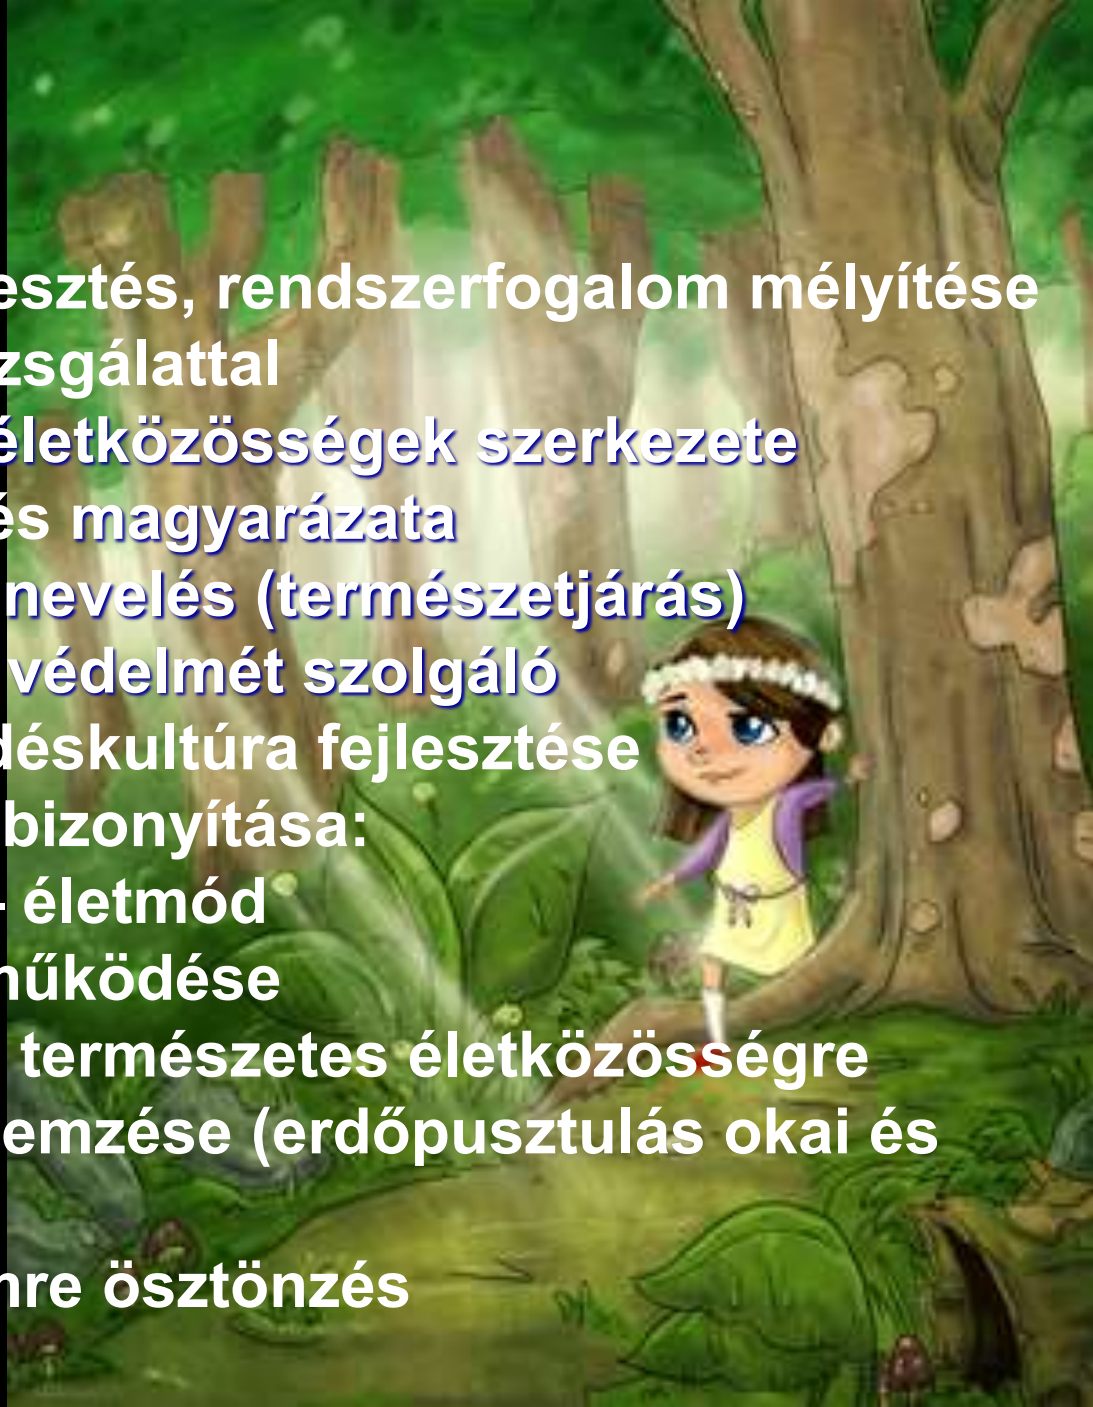 esztés, rendszerfogalom mélyítése
zsgálattal
életközösségek szerkezete
és magyarázata
nevelés (természetjárás)
védelmét szolgáló
déskultúra fejlesztése
bizonyítása:
- életmód
működése
természetes életközösségre
emzése (erdőpusztulás okai és
mre ösztönzés